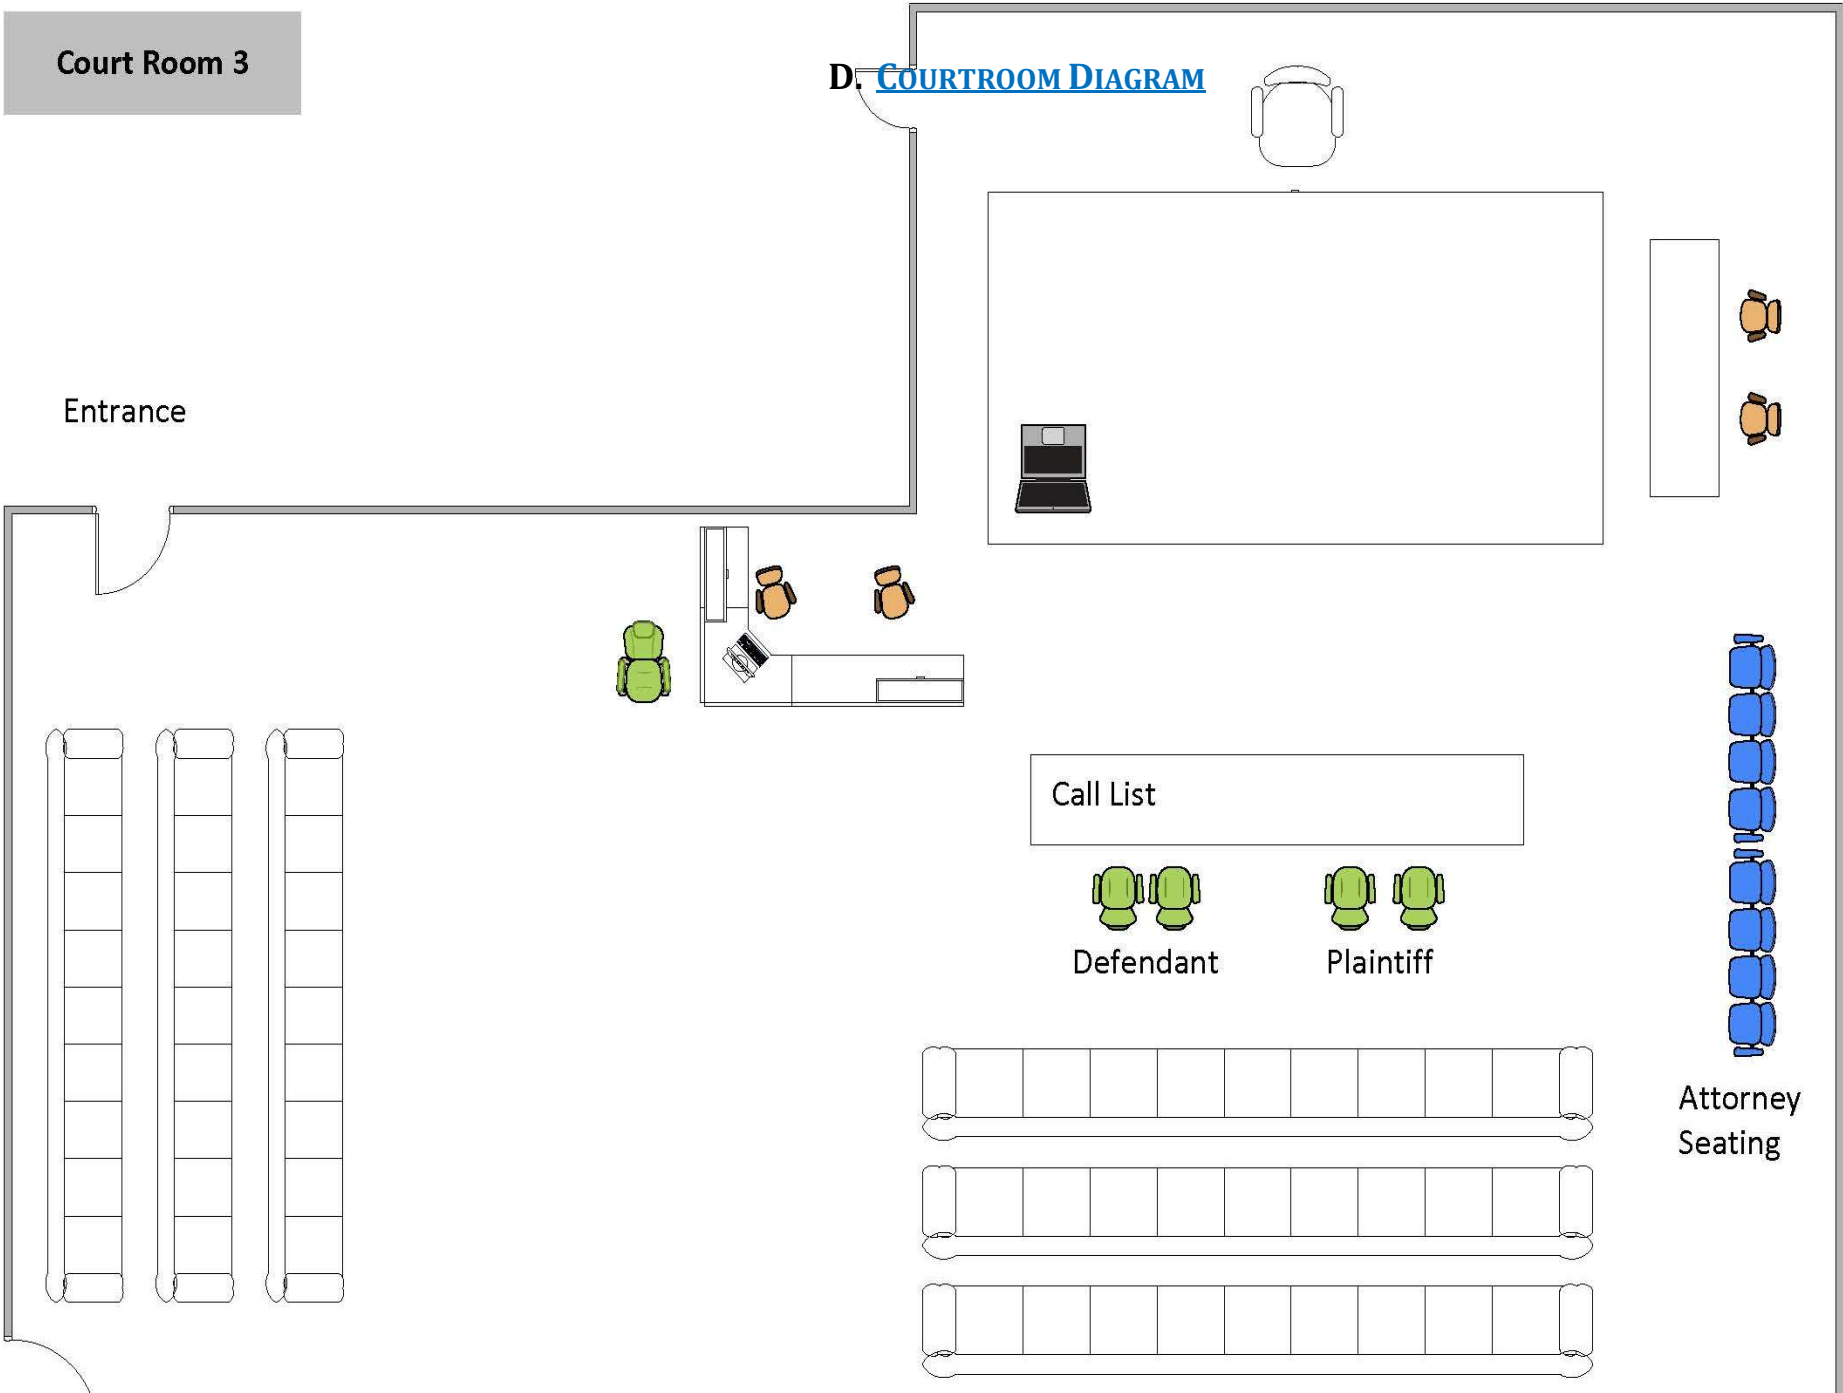 Court Room 3
D. COURTROOM DIAGRAM
Entrance
Call List
Defendant
Plaintiff
Attorney
Seating